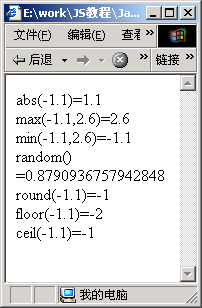 E:\work\JS教程\Ja
文件(F) 编辑(E) 查看 »
后退 » 链接 »
abs(-1.1)=1.1
max(-1.1,2.6)=2.6
min(-1.1,2.6)=-1.1
random()
=0.8790936757942848
round(-1.1)=-1
floor(-1.1)=-2
ceil(-1.1)=-1
我的电脑